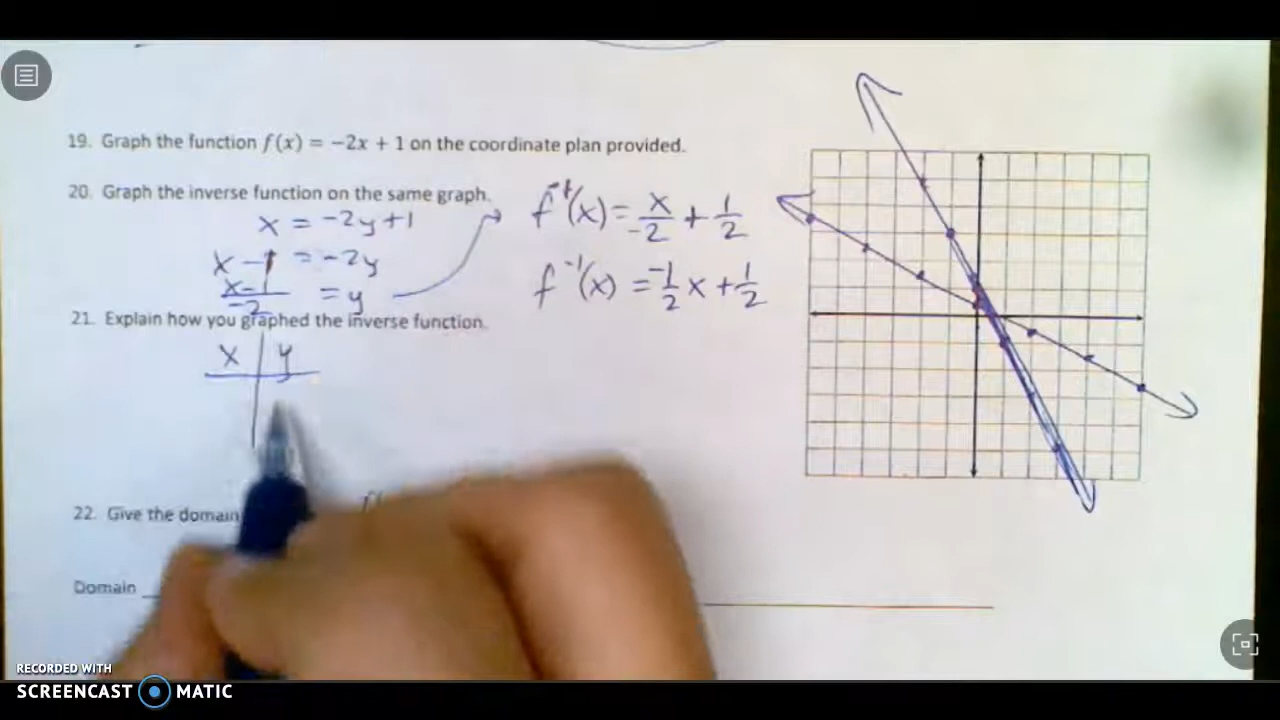 19. Graph the function f(x) = −2x + 1 on the coordinate plan provided.
20. Graph the inverse function on the same graph.
x = -2y+1
x - 1 = -2y
x-1/-2 = y
f⁻¹(x) = x/-2 + 1/2
f⁻¹(x) = -1/2 x + 1/2
21. Explain how you graphed the inverse function.
x | y
22. Give the domain
Domain
RECORDED WITH
SCREENCAST MATIC